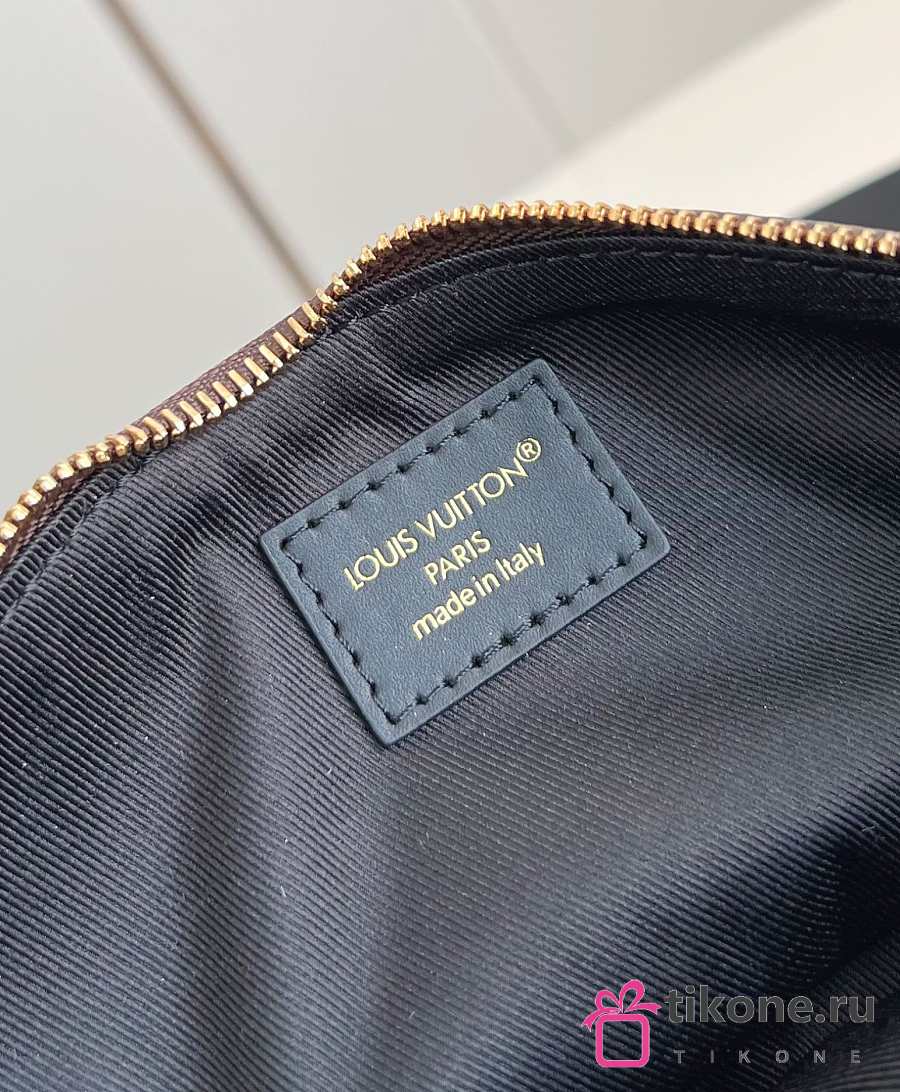 LOUIS VUITTON®
PARIS
made in Italy
tikone.ru
TIKONE